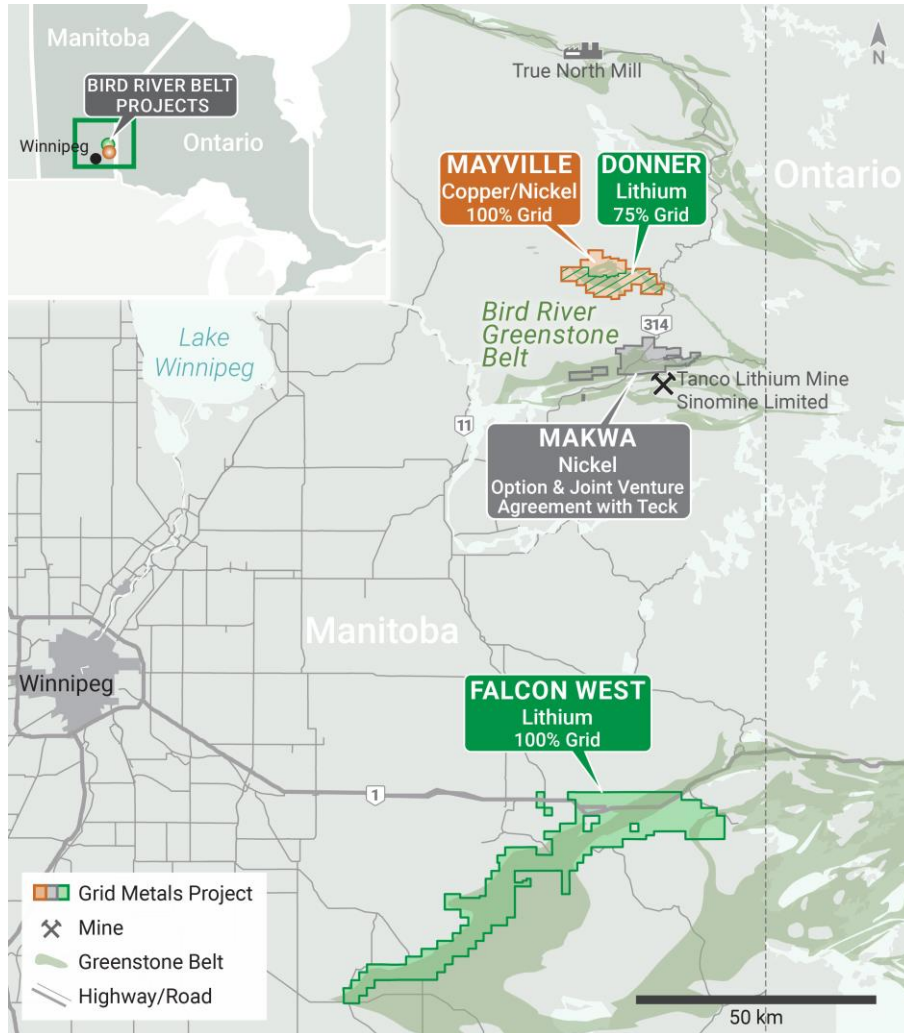 Manitoba
BIRD RIVER BELT
PROJECTS
Winnipeg
Ontario
N
True North Mill
MAYVILLE
Copper/Nickel
100% Grid
DONNER
Lithium
75% Grid
Ontario
Bird River
Greenstone
Belt
314
Lake
Winnipeg
Tanco Lithium Mine
Sinomine Limited
11
MAKWA
Nickel
Option & Joint Venture
Agreement with Teck
Manitoba
Winnipeg
FALCON WEST
Lithium
100% Grid
1
Grid Metals Project
Mine
Greenstone Belt
Highway/Road
50 km